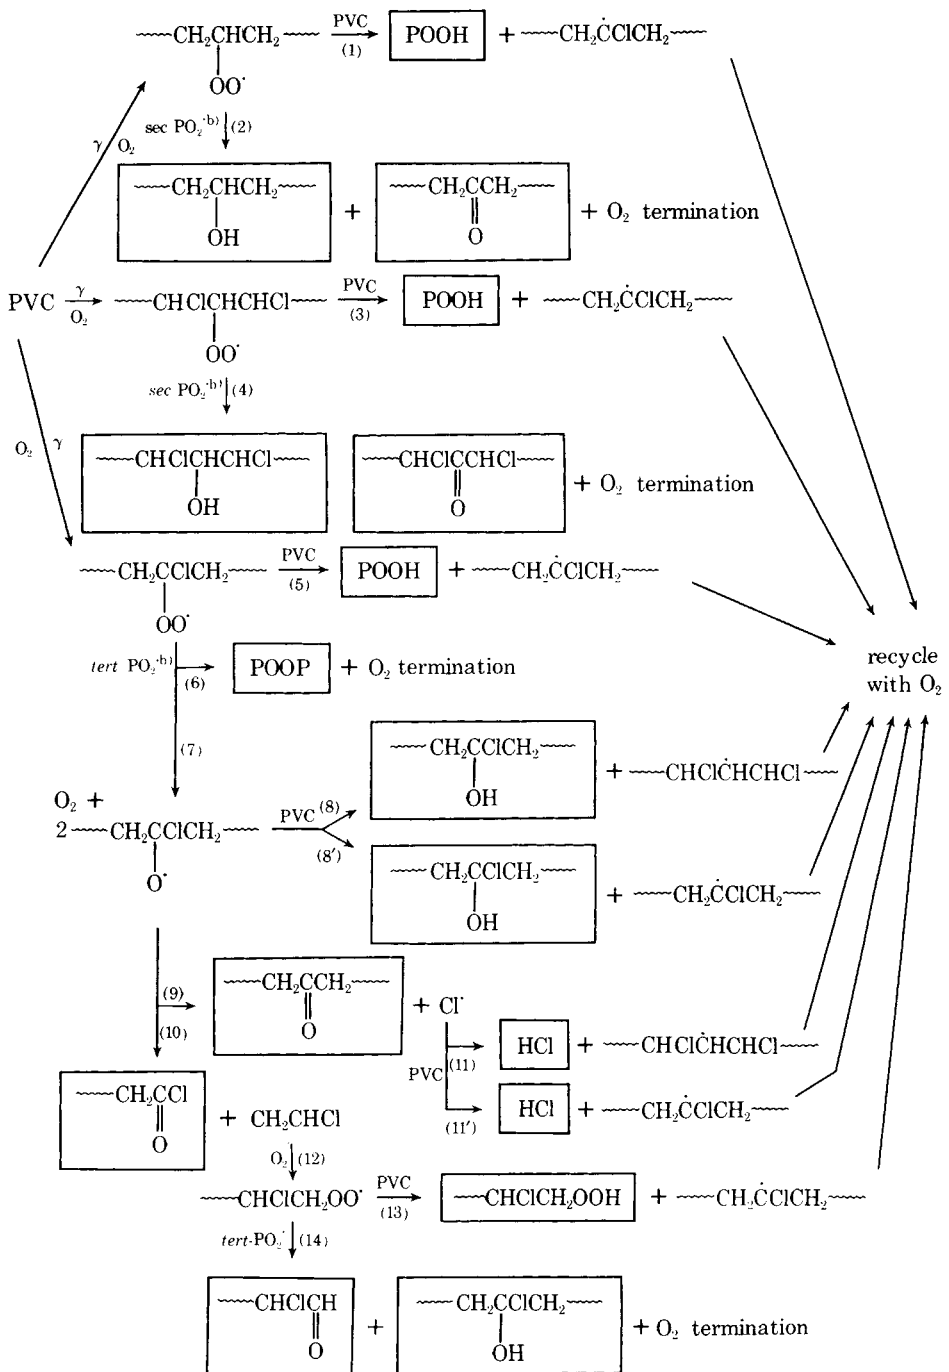 ~~~CH₂CHCH₂~~~ PVC (1) POOH + ~~~CH₂ĊClCH₂~~~
OO·
γ O₂ sec PO₂·b) (2)
~~~CH₂CHCH₂~~~ + ~~~CH₂CCH₂~~~ + O₂ termination
OH O
PVC γ O₂ ~~~CHClCHCHCl~~~ PVC (3) POOH + ~~~CH₂ĊClCH₂~~~
OO·
sec PO₂·b) (4)
O₂ γ
~~~CHClCHCHCl~~~ ~~~CHClCCHCl~~~ + O₂ termination
OH O
~~~CH₂CClCH₂~~~ PVC (5) POOH + ~~~CH₂ĊClCH₂~~~
OO·
tert PO₂·b) (6) POOP + O₂ termination
recycle
with O₂
(7)
~~~CH₂CClCH₂~~~ + ~~~CHClĊHCHCl~~~
OH
O₂ +
2~~~CH₂CClCH₂~~~ PVC (8)
O· (8′)
~~~CH₂CClCH₂~~~ + ~~~CH₂ĊClCH₂~~~
OH
(9) ~~~CH₂CCH₂~~~ + Cl·
O
(10)
(11) HCl + ~~~CHClĊHCHCl~~~
PVC
(11′) HCl + ~~~CH₂ĊClCH₂~~~
~~~CH₂CCl + CH₂CHCl
O
O₂ (12)
~~~CHClCH₂OO· PVC (13) ~~~CHClCH₂OOH + ~~~CH₂ĊClCH₂~~~
tert-PO₂· (14)
~~~CHClCH + ~~~CH₂CClCH₂~~~ + O₂ termination
O OH